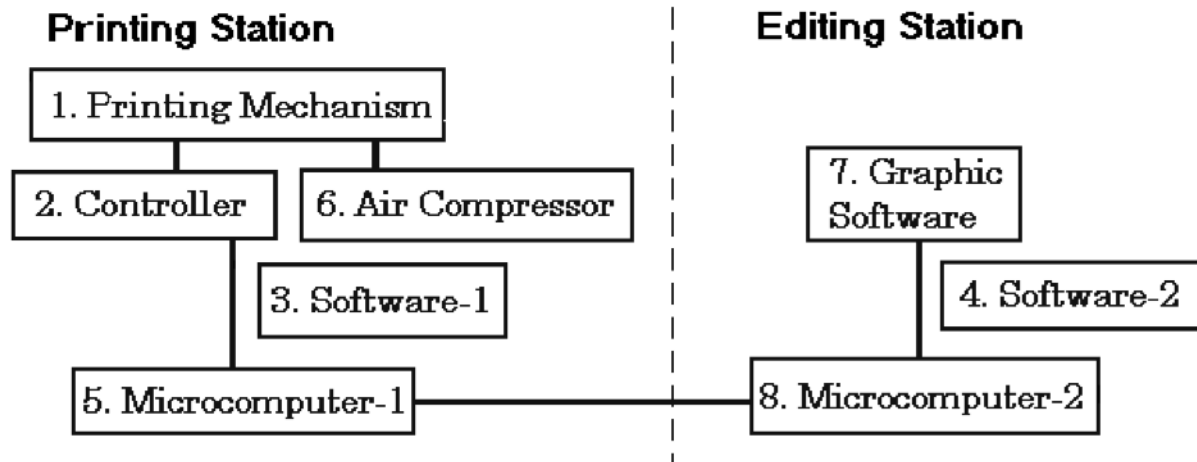 Printing Station
1. Printing Mechanism
2. Controller
6. Air Compressor
3. Software-1
5. Microcomputer-1
Editing Station
7. Graphic
Software
4. Software-2
8. Microcomputer-2